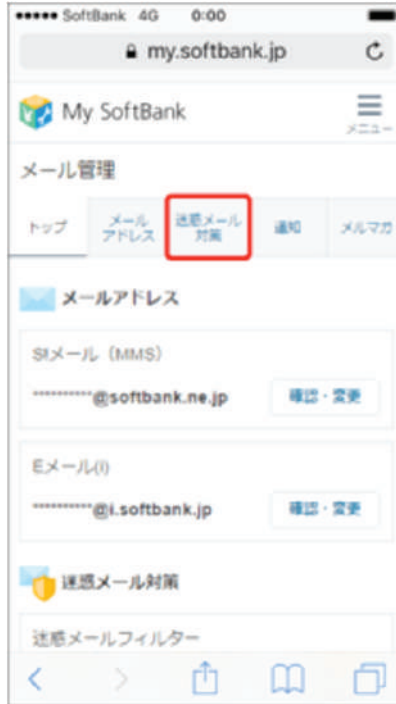 SoftBank 4G 0:00
my.softbank.jp
My SoftBank
メニュー
メール管理
トップ
メール
アドレス
迷惑メール
対策
通知
メルマガ
メールアドレス
S!メール（MMS）
**********@softbank.ne.jp
確認・変更
Eメール(i)
**********@i.softbank.jp
確認・変更
迷惑メール対策
迷惑メールフィルター